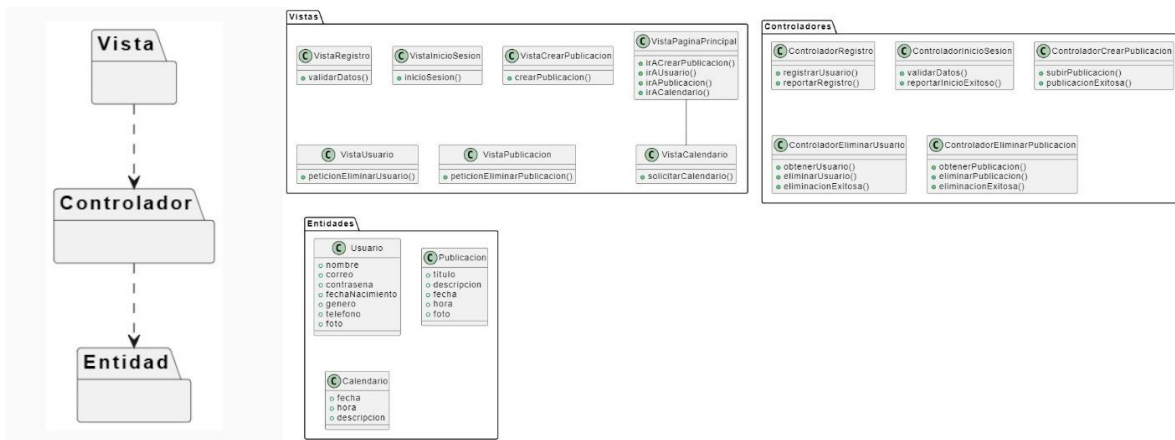 Vista
Controlador
Entidad
Vistas
C VistaRegistro
validarDatos()
C VistaInicioSesion
inicioSesion()
C VistaCrearPublicacion
crearPublicacion()
C VistaPaginaPrincipal
irACrearPublicacion()
irAUsuario()
irAPublicacion()
irACalendario()
C VistaUsuario
peticionEliminarUsuario()
C VistaPublicacion
peticionEliminarPublicacion()
C VistaCalendario
solicitarCalendario()
Controladores
C ControladorRegistro
registrarUsuario()
reportarRegistro()
C ControladorInicioSesion
validarDatos()
reportarInicioExitoso()
C ControladorCrearPublicacion
subirPublicacion()
publicacionExitosa()
C ControladorEliminarUsuario
obtenerUsuario()
eliminarUsuario()
eliminacionExitosa()
C ControladorEliminarPublicacion
obtenerPublicacion()
eliminarPublicacion()
eliminacionExitosa()
Entidades
C Usuario
nombre
correo
contrasena
fechaNacimiento
genero
telefono
foto
C Publicacion
titulo
descripcion
fecha
hora
foto
C Calendario
fecha
hora
descripcion